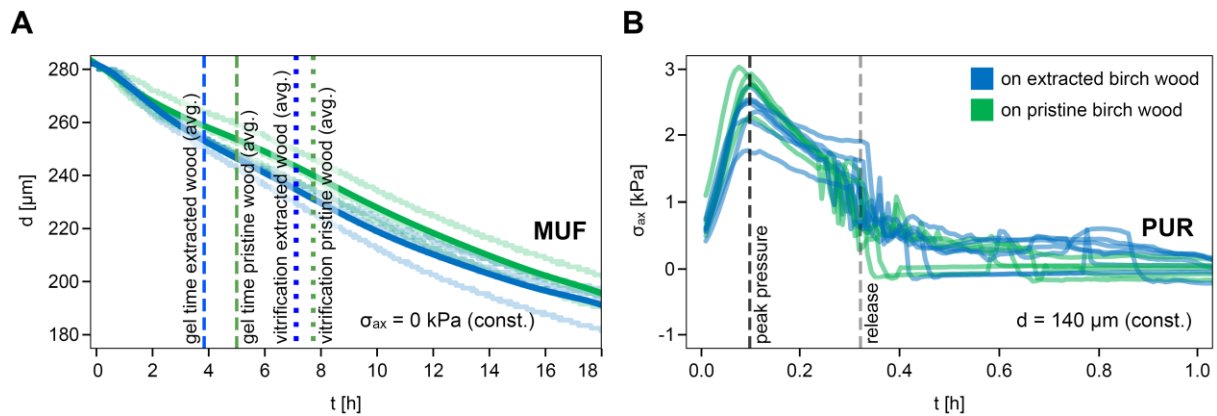 A
280
260
240
220
200
180
d [µm]
gel time extracted wood (avg.)
gel time pristine wood (avg.)
vitrification extracted wood (avg.)
vitrification pristine wood (avg.)
MUF
σax = 0 kPa (const.)
0 2 4 6 8 10 12 14 16 18
t [h]
B
3
2
1
0
-1
σax [kPa]
on extracted birch wood
on pristine birch wood
peak pressure
release
PUR
d = 140 µm (const.)
0.0 0.2 0.4 0.6 0.8 1.0
t [h]